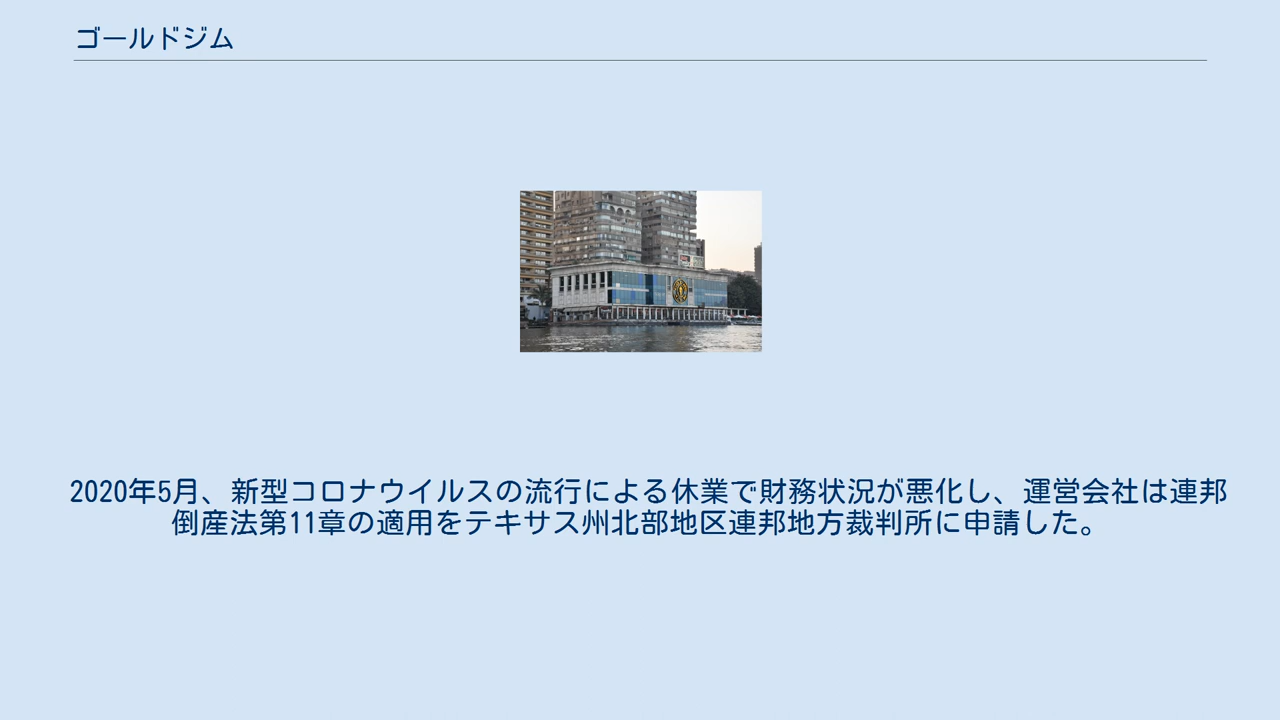 ゴールドジム
2020年5月、新型コロナウイルスの流行による休業で財務状況が悪化し、運営会社は連邦
倒産法第11章の適用をテキサス州北部地区連邦地方裁判所に申請した。